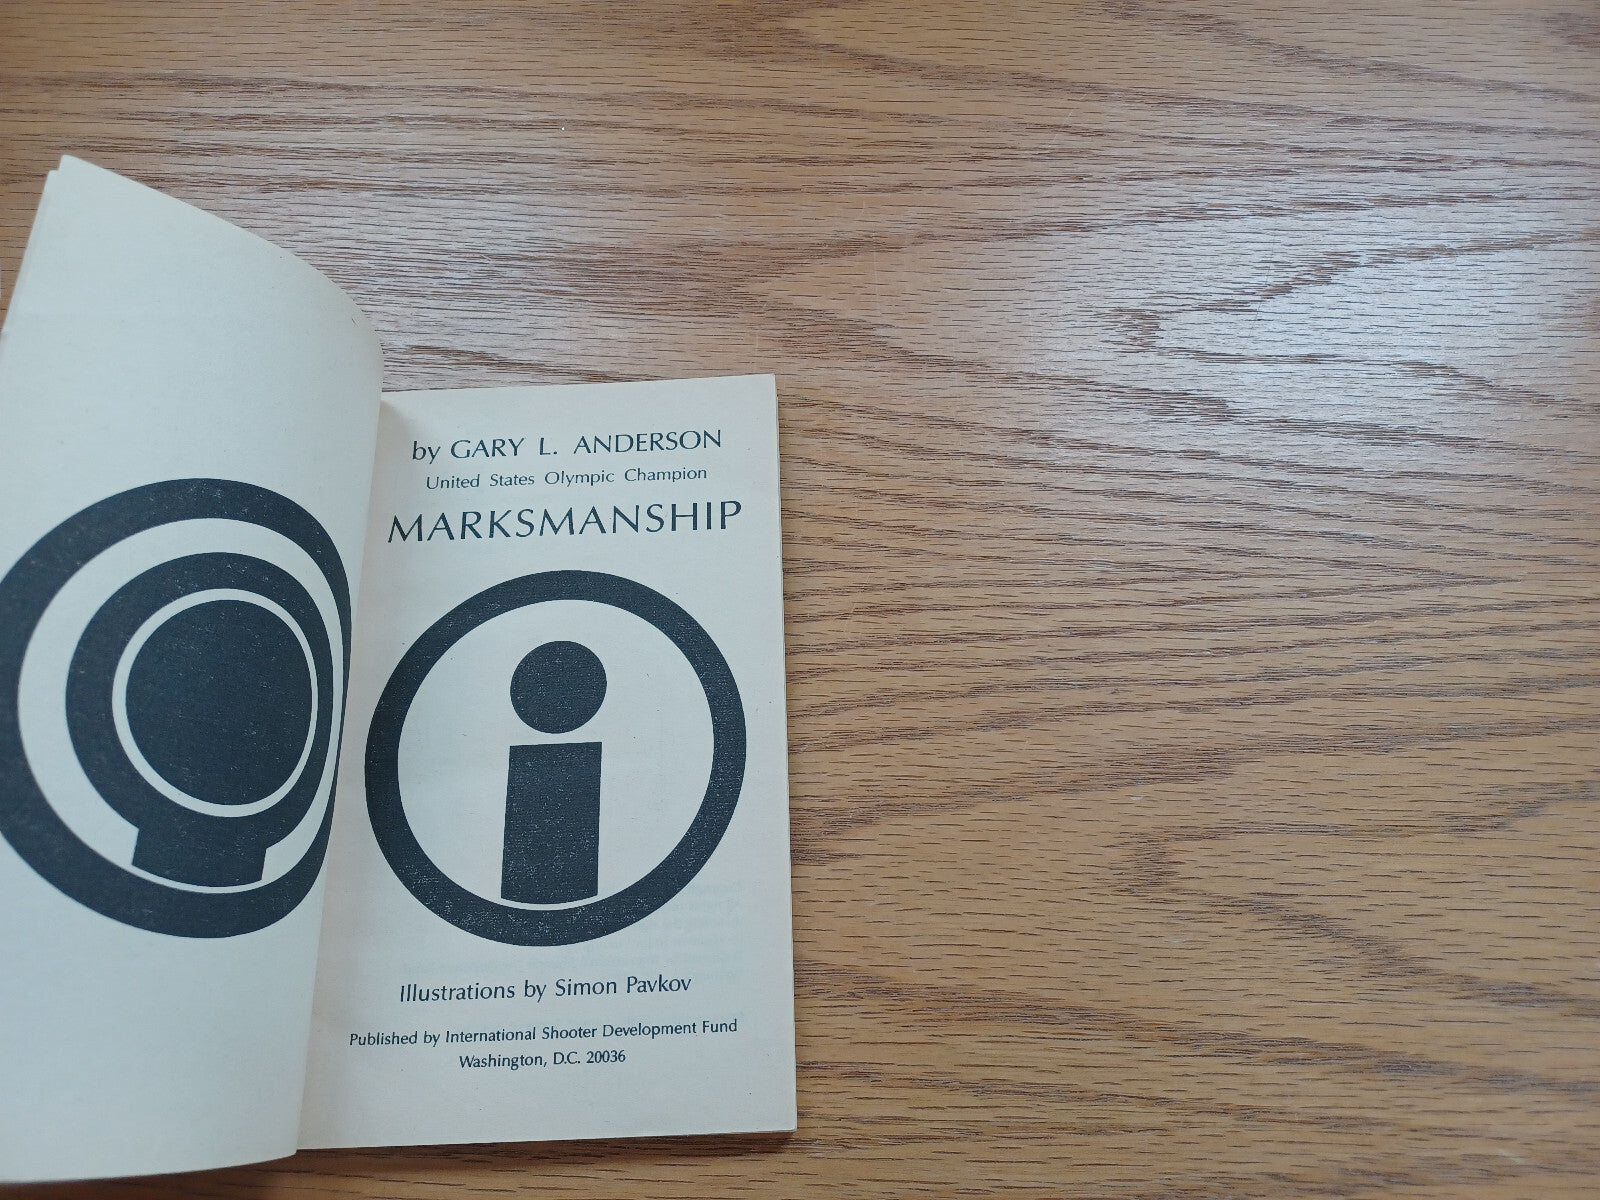 by GARY L. ANDERSON
United States Olympic Champion
MARKSMANSHIP
Illustrations by Simon Pavkov
Published by International Shooter Development Fund
Washington, D.C. 20036